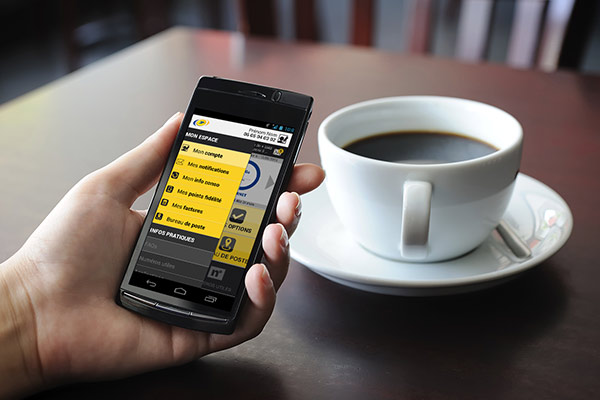 Prénom Nom
06 65 94 63 92
MON ESPACE
Mon compte
Mes notifications
Mon info conso
Mes points fidélité
Mes factures
Bureau de poste
OPTIONS
DE POSTE
INFOS PRATIQUES
FAQs
Numéros utiles
UTILES